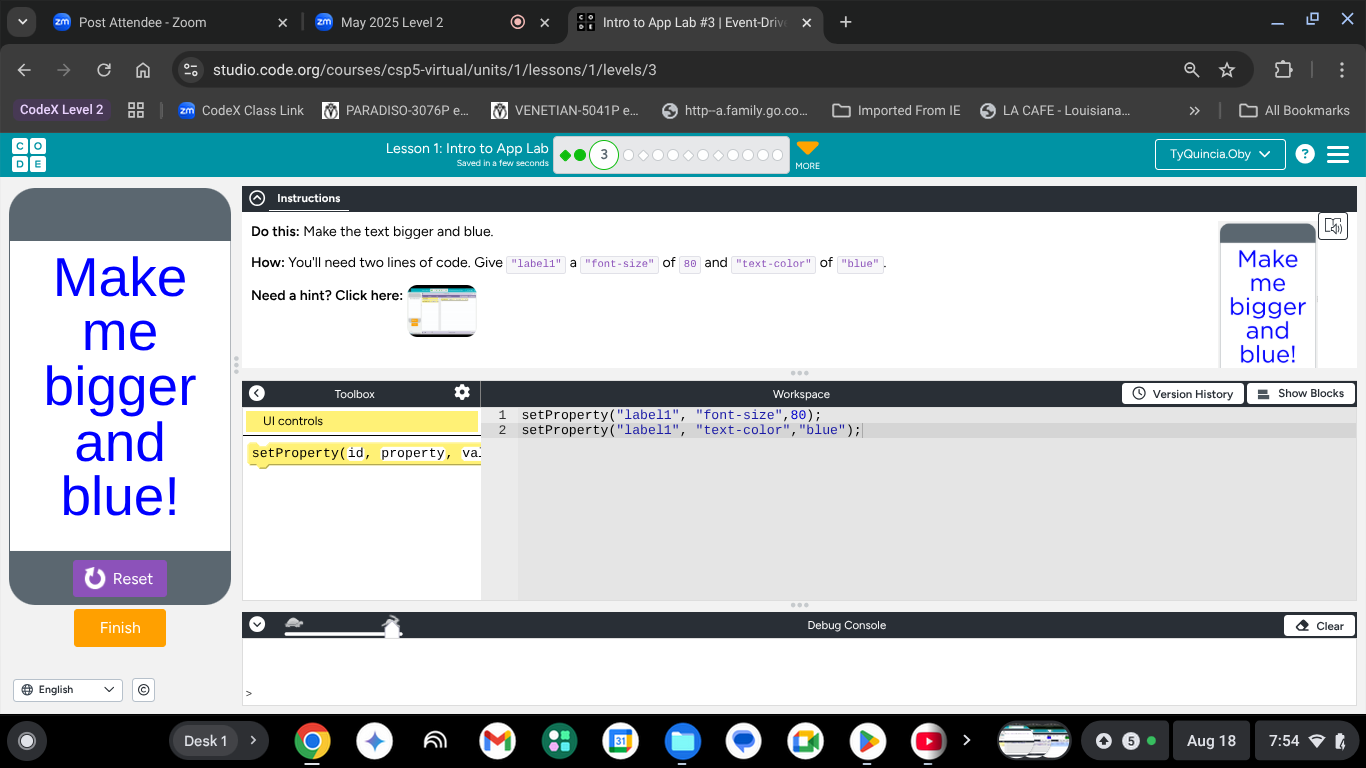 Post Attendee - Zoom
May 2025 Level 2
Intro to App Lab #3 | Event-Driv
studio.code.org/courses/csp5-virtual/units/1/lessons/1/levels/3
CodeX Level 2
CodeX Class Link
PARADISO-3076P e...
VENETIAN-5041P e...
http--a.family.go.co...
Imported From IE
LA CAFE - Louisiana...
All Bookmarks
C O
D E
Lesson 1: Intro to App Lab
Saved in a few seconds
3
MORE
TyQuincia.Oby
?
Instructions
Do this: Make the text bigger and blue.
How: You'll need two lines of code. Give "label1" a "font-size" of 80 and "text-color" of "blue".
Need a hint? Click here:
Make
me
bigger
and
blue!
Make
me
bigger
and
blue!
Reset
Finish
English
Toolbox
Workspace
Version History
Show Blocks
UI controls
setProperty(id, property, val
1 setProperty("label1", "font-size",80);
2 setProperty("label1", "text-color","blue");
Debug Console
Clear
>
Desk 1
31
5
Aug 18
7:54